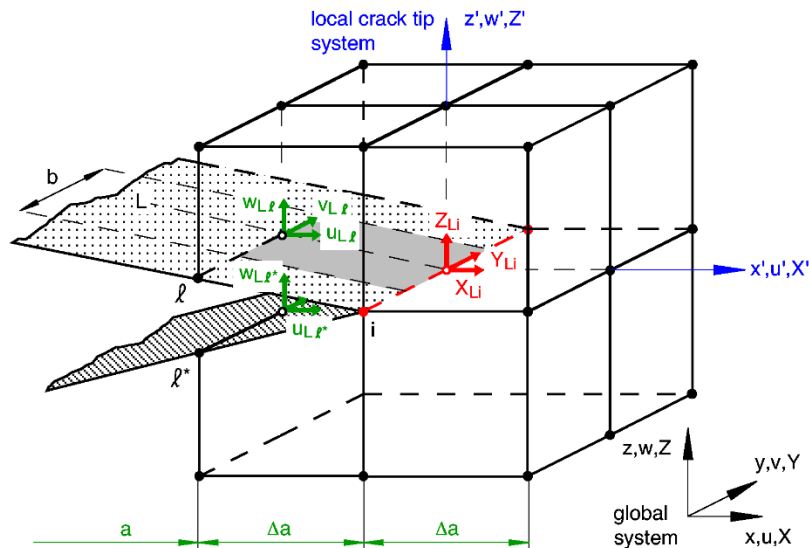 local crack tip
system
z',w',Z'
b
L
w_Lℓ
v_Lℓ
u_Lℓ
Z_Li
Y_Li
X_Li
x',u',X'
ℓ
w_Lℓ*
u_Lℓ*
i
ℓ*
z,w,Z
y,v,Y
global
system
x,u,X
a
Δa
Δa